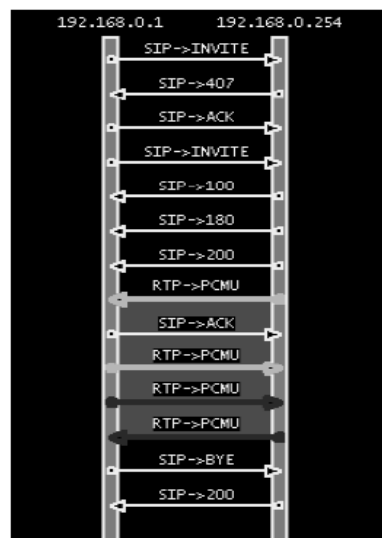 192.168.0.1 192.168.0.254
SIP->INVITE
SIP->407
SIP->ACK
SIP->INVITE
SIP->100
SIP->180
SIP->200
RTP->PCMU
SIP->ACK
RTP->PCMU
RTP->PCMU
RTP->PCMU
SIP->BYE
SIP->200